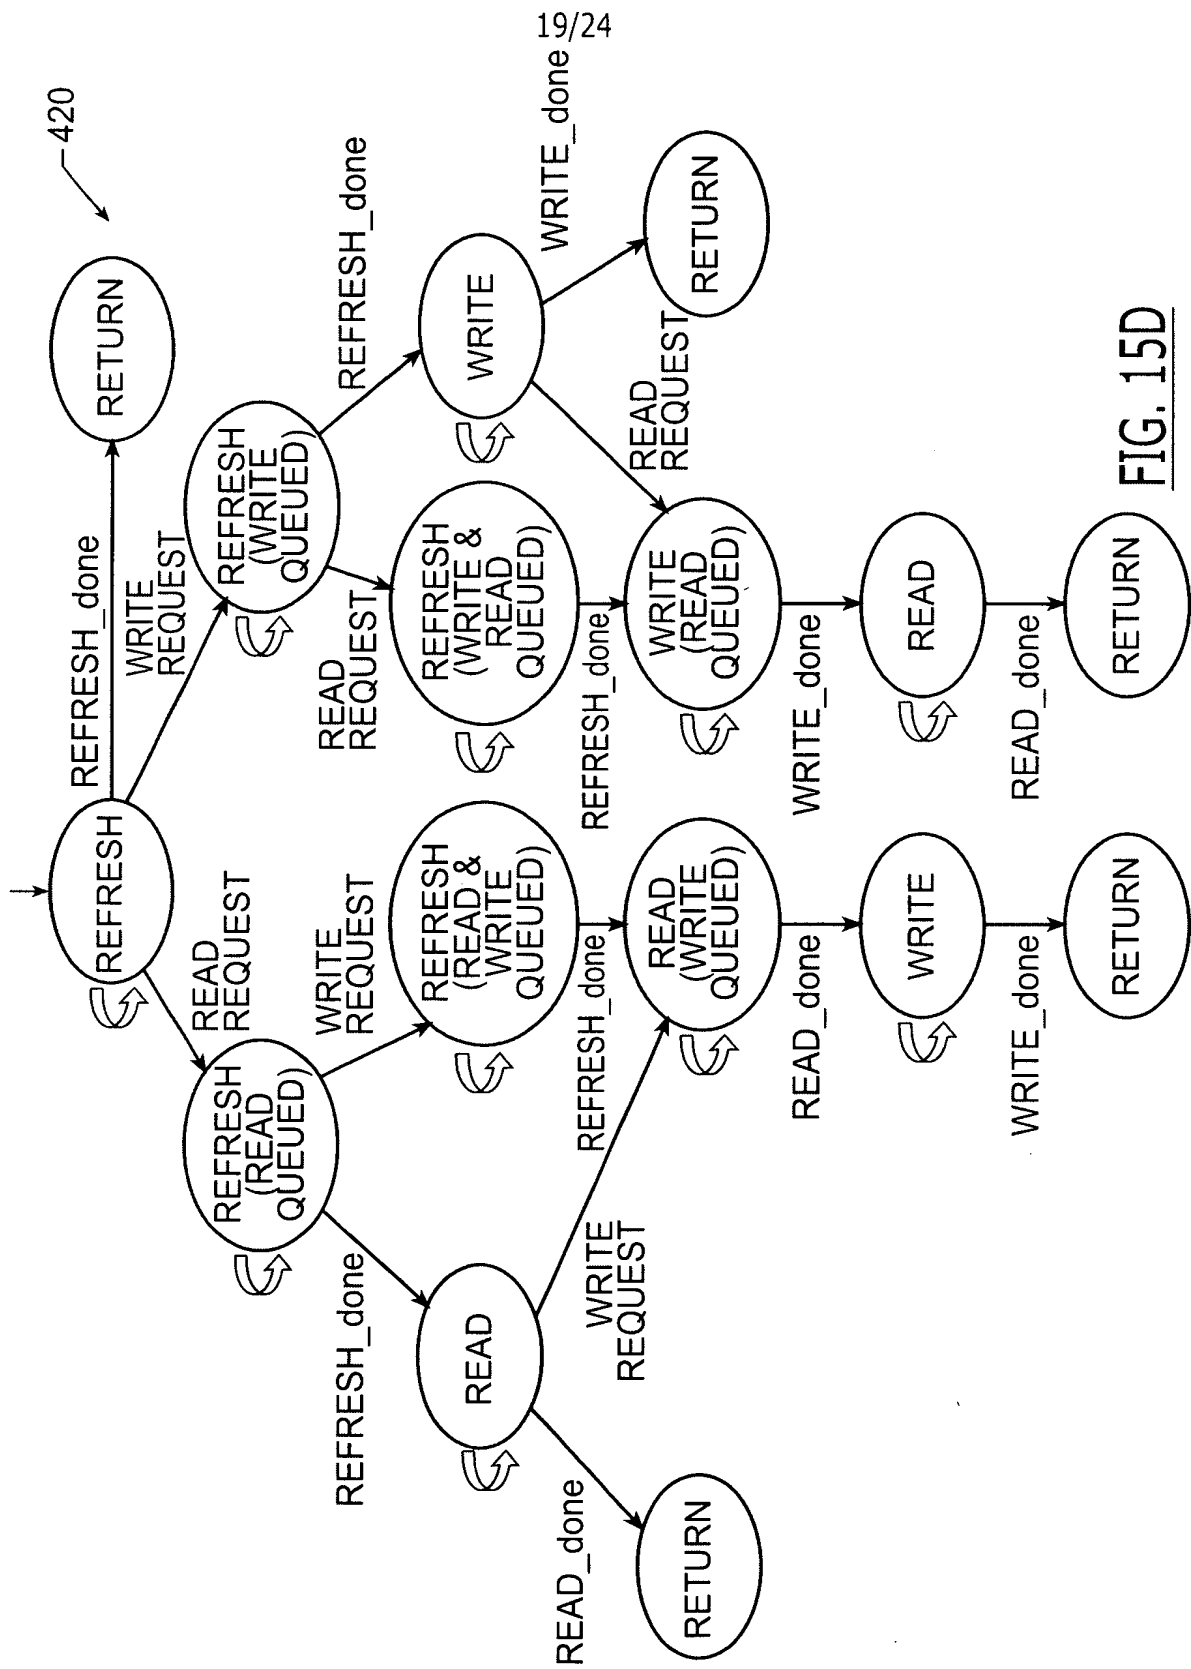 19/24
420
REFRESH
REFRESH_done
RETURN
READ
REQUEST
WRITE
REQUEST
REFRESH
(READ
QUEUED)
REFRESH
(WRITE
QUEUED)
REFRESH_done
WRITE
REQUEST
READ
REQUEST
REFRESH_done
READ
REFRESH
(READ &
WRITE
QUEUED)
REFRESH
(WRITE &
READ
QUEUED)
WRITE
READ_done
WRITE
REQUEST
REFRESH_done
REFRESH_done
READ
REQUEST
WRITE_done
RETURN
READ
(WRITE
QUEUED)
WRITE
(READ
QUEUED)
RETURN
READ_done
WRITE_done
WRITE
READ
WRITE_done
READ_done
RETURN
RETURN
FIG. 15D